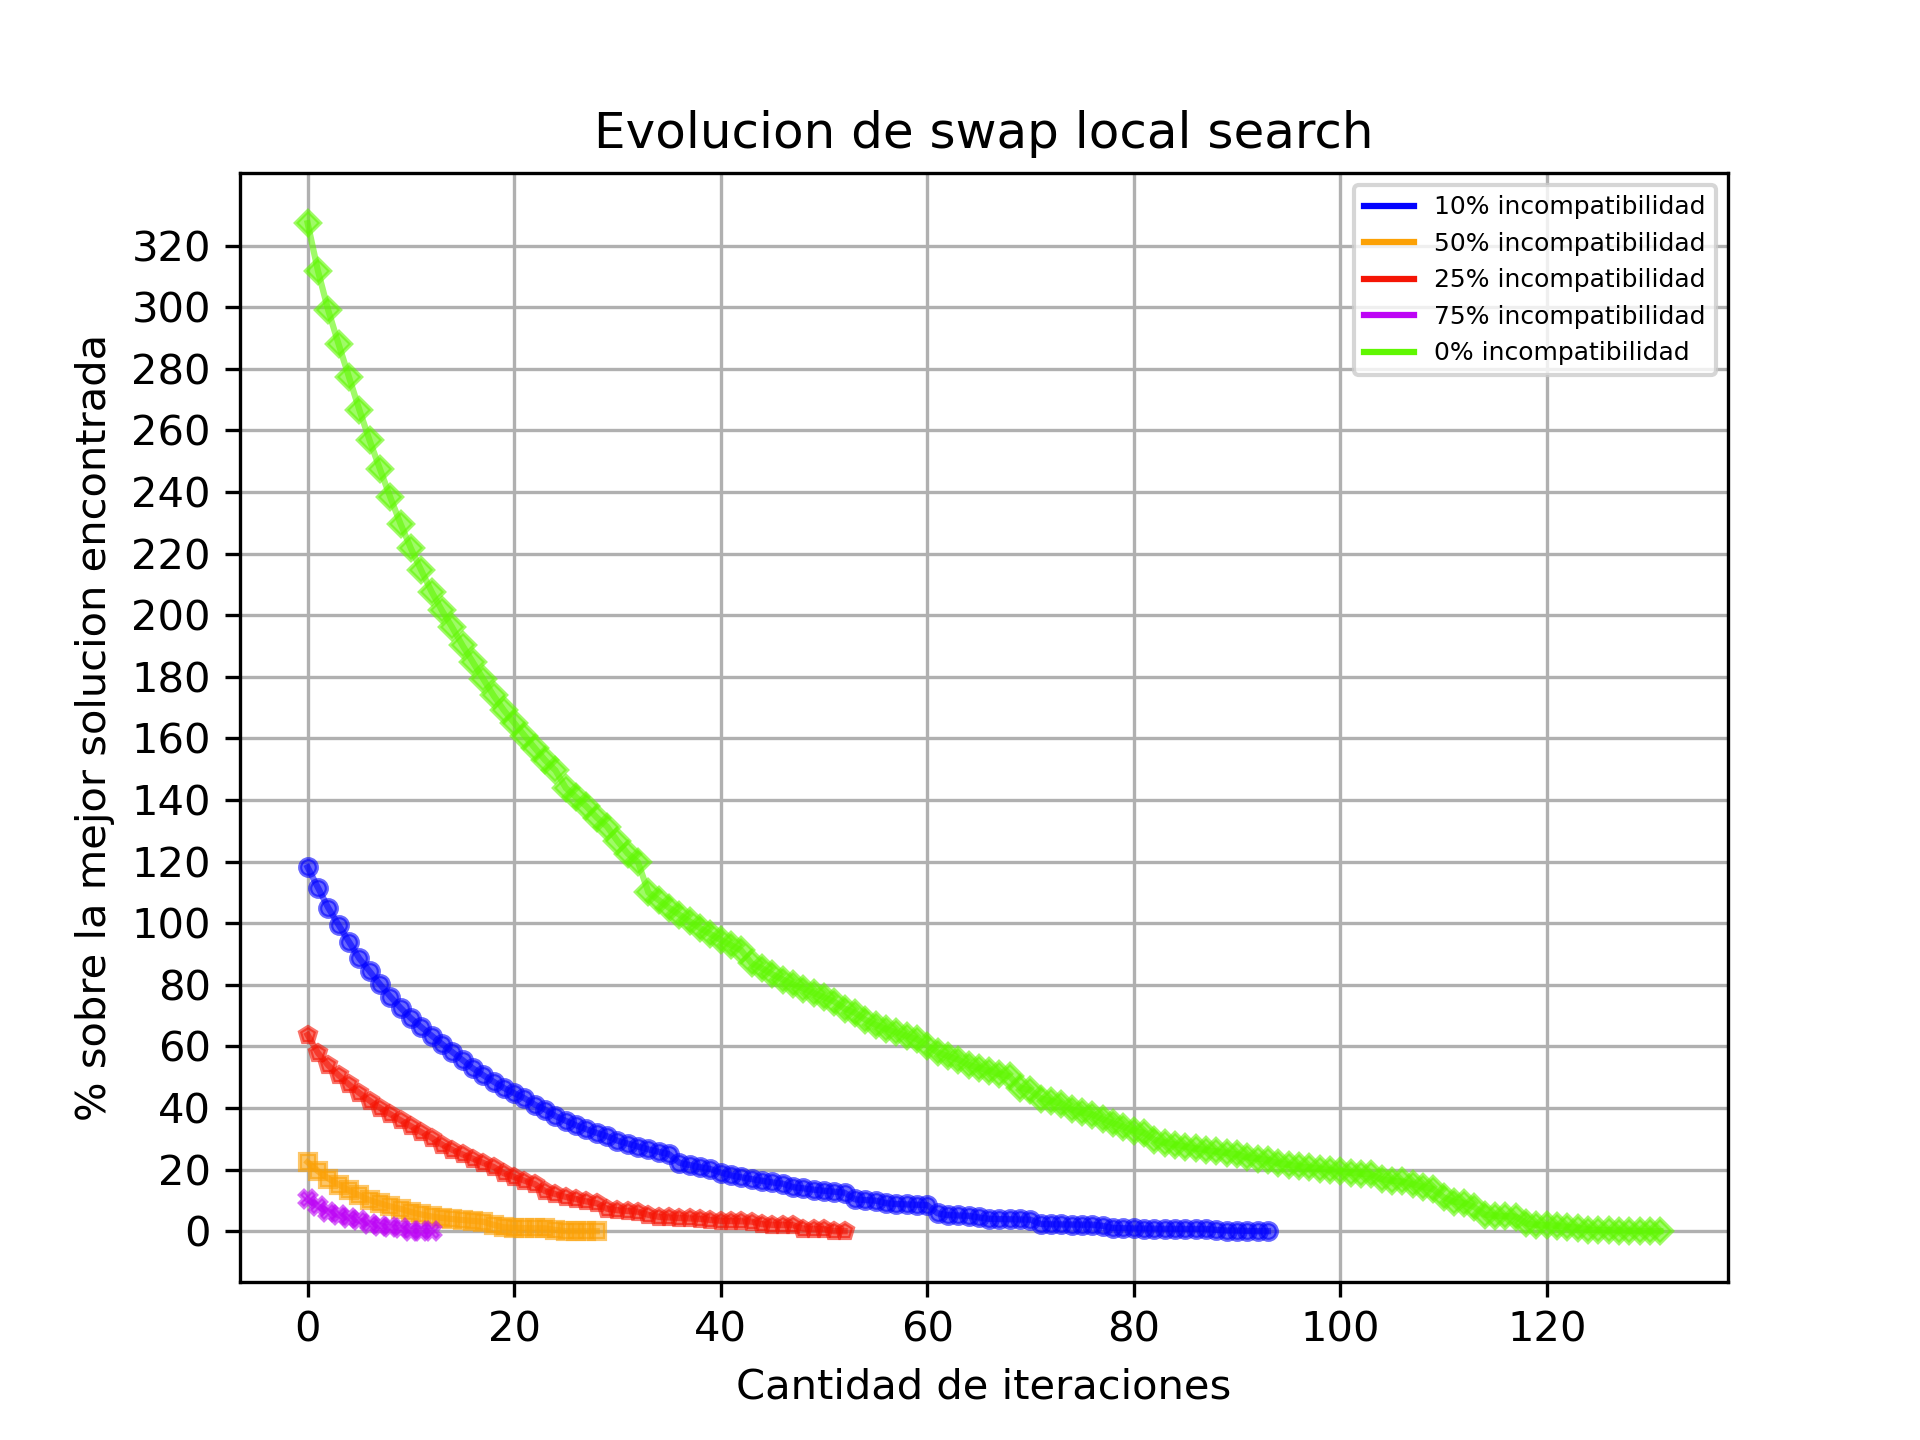 Evolucion de swap local search
10% incompatibilidad
50% incompatibilidad
25% incompatibilidad
75% incompatibilidad
0% incompatibilidad
% sobre la mejor solucion encontrada
320
300
280
260
240
220
200
180
160
140
120
100
80
60
40
20
0
0 20 40 60 80 100 120
Cantidad de iteraciones